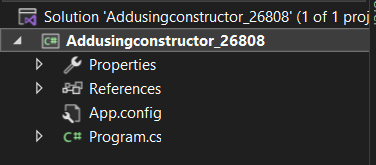 Solution 'Addusingconstructor_26808' (1 of 1 proj
C# Addusingconstructor_26808
Properties
References
App.config
C# Program.cs